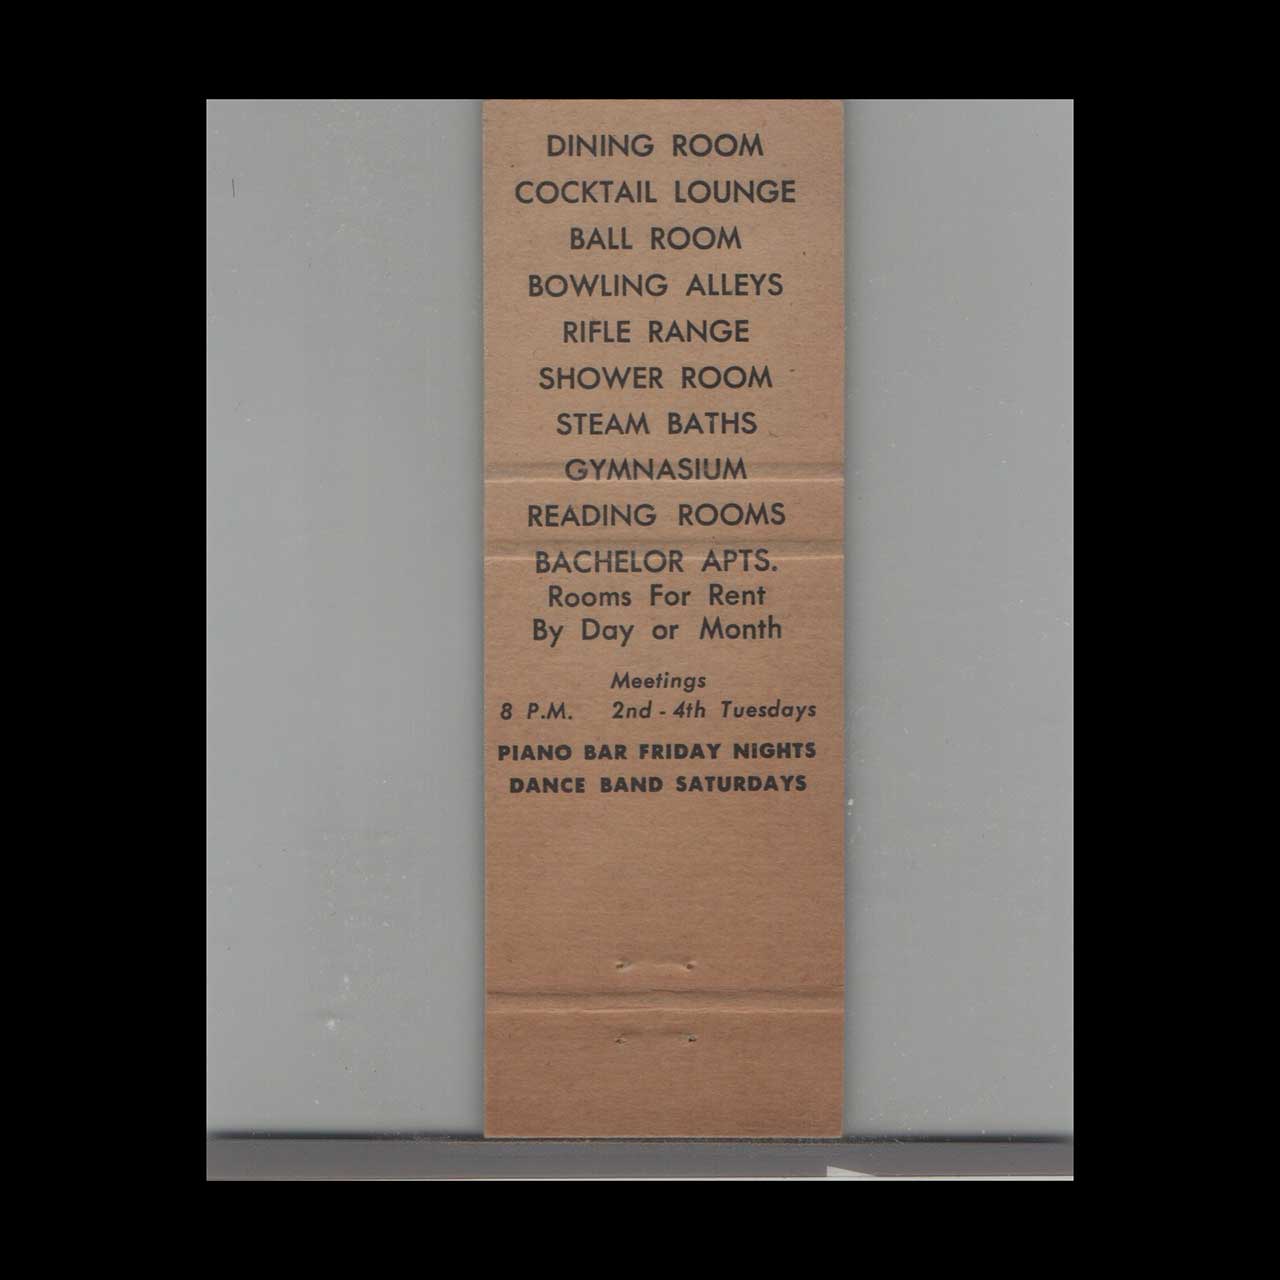 DINING ROOM
COCKTAIL LOUNGE
BALL ROOM
BOWLING ALLEYS
RIFLE RANGE
SHOWER ROOM
STEAM BATHS
GYMNASIUM
READING ROOMS
BACHELOR APTS.
Rooms For Rent
By Day or Month
Meetings
8 P.M. 2nd - 4th Tuesdays
PIANO BAR FRIDAY NiGHTS
DANCE BAND SATURDAYS